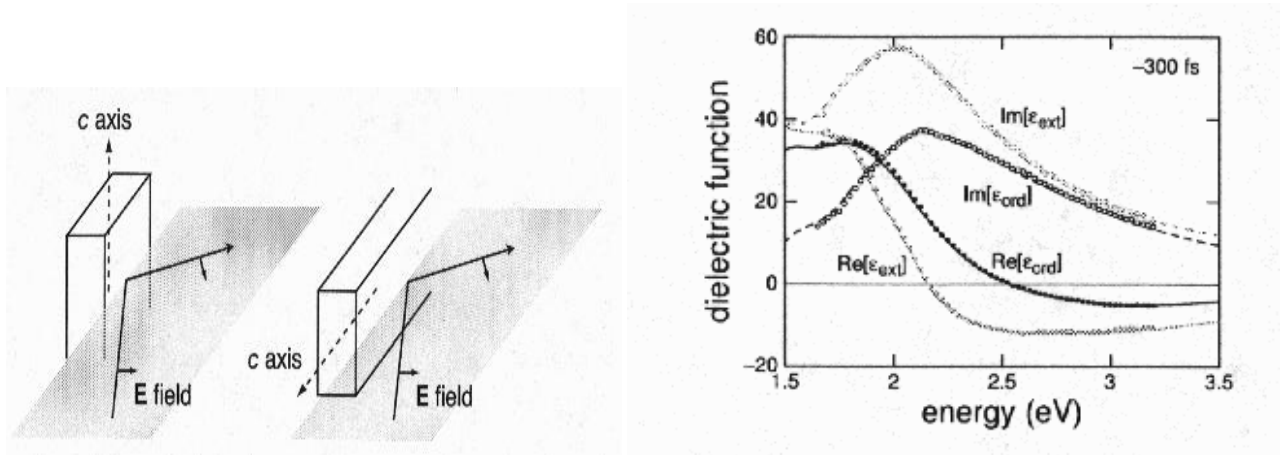 c axis
E field
c axis
E field
dielectric function
60
40
20
0
−20
−300 fs
Im[ε_ext]
Im[ε_ord]
Re[ε_ext]
Re[ε_ord]
1.5
2
2.5
3
3.5
energy (eV)